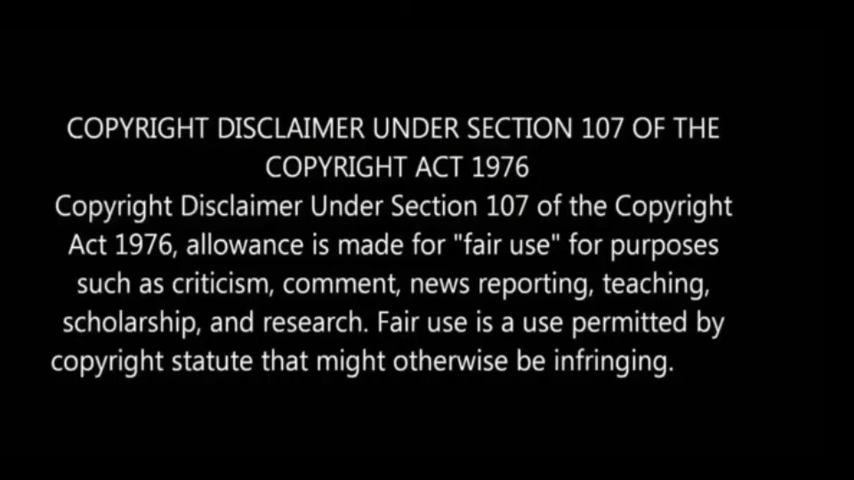 COPYRIGHT DISCLAIMER UNDER SECTION 107 OF THE
COPYRIGHT ACT 1976
Copyright Disclaimer Under Section 107 of the Copyright
Act 1976, allowance is made for "fair use" for purposes
such as criticism, comment, news reporting, teaching,
scholarship, and research. Fair use is a use permitted by
copyright statute that might otherwise be infringing.